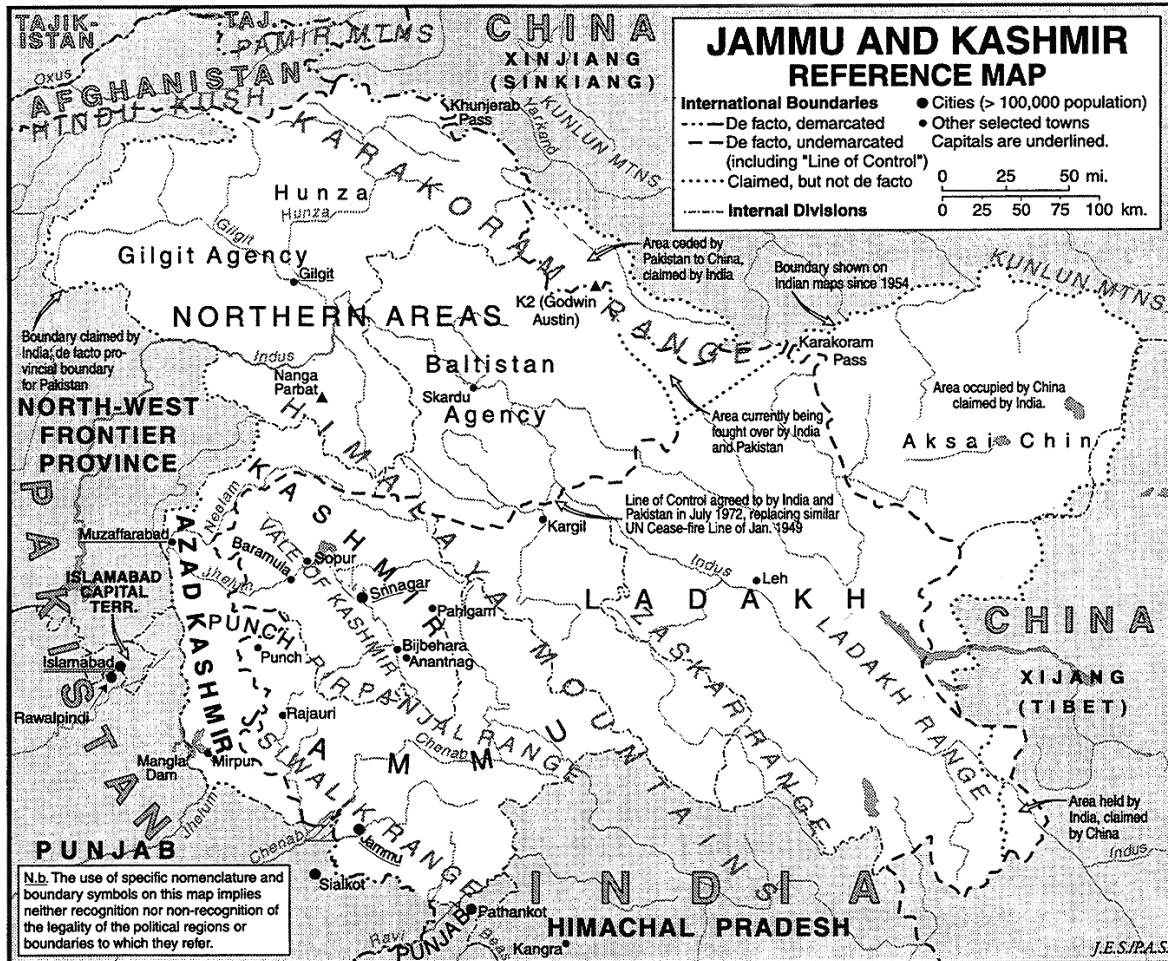 JAMMU AND KASHMIR
REFERENCE MAP
International Boundaries
De facto, demarcated
De facto, undemarcated
(including "Line of Control")
Claimed, but not de facto
Internal Divisions
Cities (> 100,000 population)
Other selected towns
Capitals are underlined.
0 25 50 mi.
0 25 50 75 100 km.
TAJIK-
ISTAN
TAJ.
PAMIR MTMS
CHINA
XINJIANG
(SINKIANG)
Oxus
AFGHANISTAN
HINDU KUSH
Khunjerab
Pass
Yarkand
KUNLUN MTNS
KARAKORAM RANGE
Hunza
Hunza
Gilgit
Gilgit Agency
Gilgit
Area ceded by
Pakistan to China,
claimed by India
Boundary shown on
Indian maps since 1954
KUNLUN MTNS
K2 (Godwin
Austin)
NORTHERN AREAS
Boundary claimed by
India; de facto pro-
vincial boundary
for Pakistan
Indus
Baltistan
Agency
Karakoram
Pass
Nanga
Parbat
Skardu
Area occupied by China
claimed by India.
Aksai Chin
Area currently being
fought over by India
and Pakistan
NORTH-WEST
FRONTIER
PROVINCE
HIMALAYAN MOUNTAINS
PAKISTAN
KASHMIR
Neelam
Line of Control agreed to by India and
Pakistan in July 1972, replacing similar
UN Cease-fire Line of Jan. 1949
Kargil
Muzaffarabad
AZAD KASHMIR
VALE OF KASHMIR
Sopur
Baramula
Jhelum
Srinagar
Indus
Leh
ISLAMABAD
CAPITAL
TERR.
Pahlgam
LADAKH
ZASKAR RANGE
LADAKH RANGE
CHINA
XIJANG
(TIBET)
PUNCH
Punch
Bijbehara
Anantnag
Islamabad
Rawalpindi
PIR PANJAL RANGE
Rajauri
JAMMU
SIWALIK RANGE
Chenab
Mangla
Dam
Mirpur
Jhelum
Area held by
India, claimed
by China
Indus
PUNJAB
Chenab
Jammu
Sialkot
INDIA
Pathankot
HIMACHAL PRADESH
Ravi
PUNJAB
Beas
Kangra
N.b. The use of specific nomenclature and
boundary symbols on this map implies
neither recognition nor non-recognition of
the legality of the political regions or
boundaries to which they refer.
J.E.S./P.A.S.